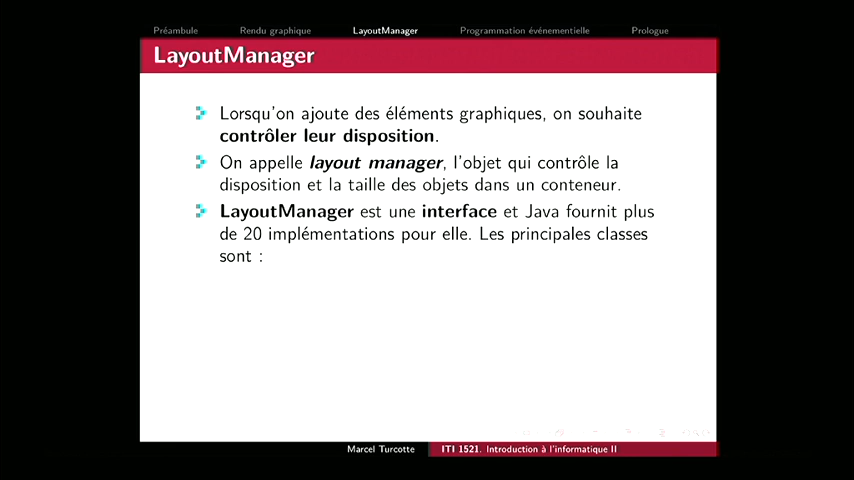 Préambule Rendu graphique LayoutManager Programmation événementielle Prologue
LayoutManager
Lorsqu'on ajoute des éléments graphiques, on souhaite
contrôler leur disposition.
On appelle layout manager, l'objet qui contrôle la
disposition et la taille des objets dans un conteneur.
LayoutManager est une interface et Java fournit plus
de 20 implémentations pour elle. Les principales classes
sont :
Marcel Turcotte ITI 1521. Introduction à l'informatique II